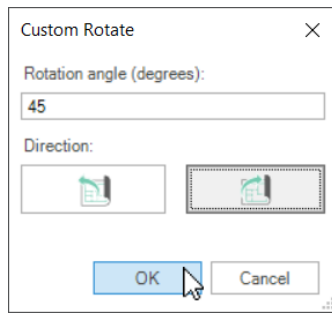 Custom Rotate
Rotation angle (degrees):
45
Direction:
OK Cancel